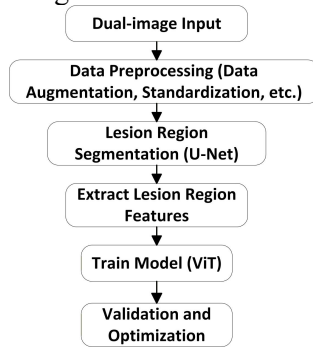 Dual-image Input
Data Preprocessing (Data
Augmentation, Standardization, etc.)
Lesion Region
Segmentation (U-Net)
Extract Lesion Region
Features
Train Model (ViT)
Validation and
Optimization